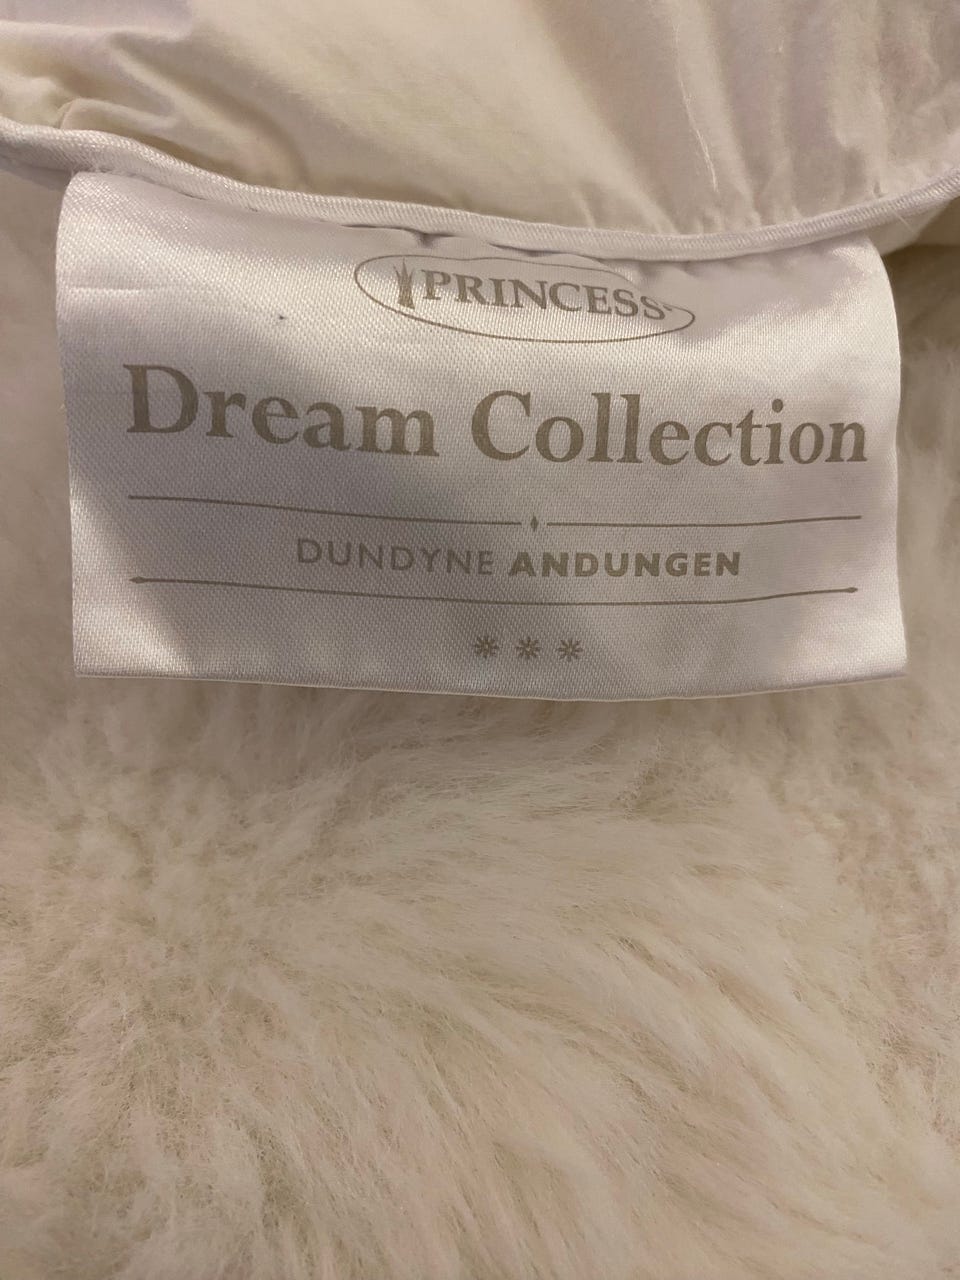 PRINCESS
Dream Collection
DUNDYNE ANDUNGEN
***